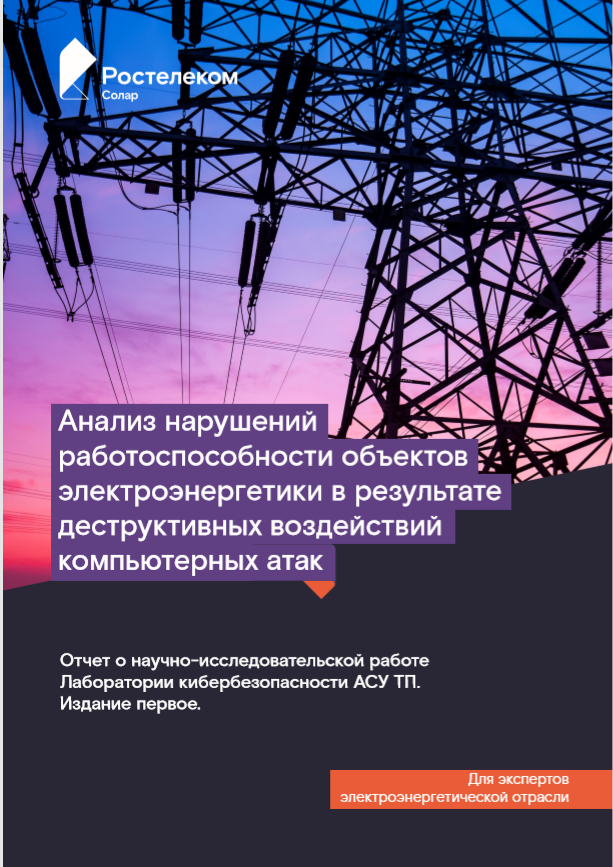 Ростелеком
Солар
Анализ нарушений
работоспособности объектов
электроэнергетики в результате
деструктивных воздействий
компьютерных атак
Отчет о научно-исследовательской работе
Лаборатории кибербезопасности АСУ ТП.
Издание первое.
Для экспертов
электроэнергетической отрасли